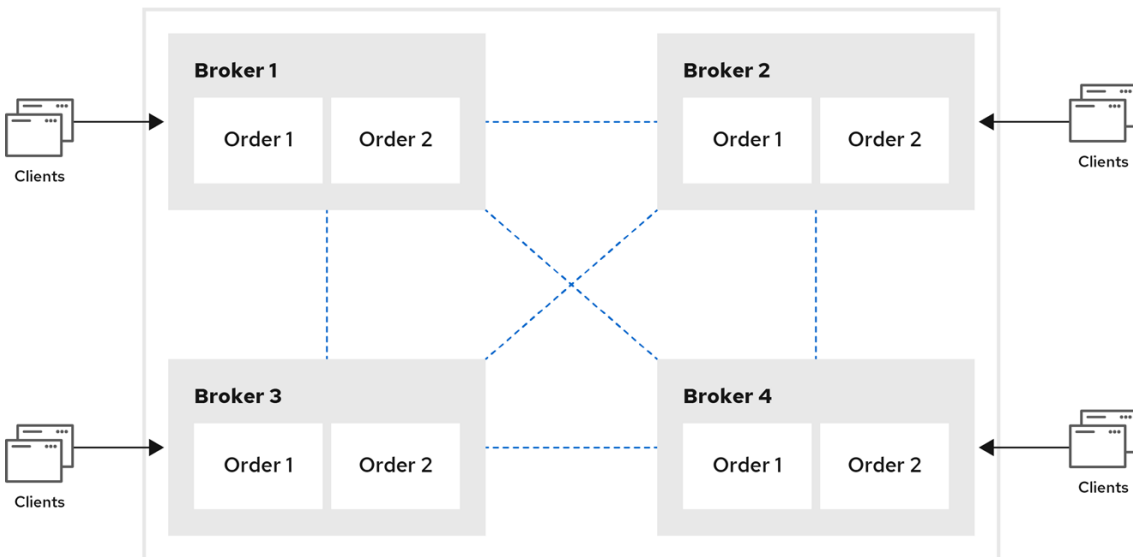 Broker 1
Order 1
Order 2
Broker 2
Order 1
Order 2
Clients
Clients
Broker 3
Order 1
Order 2
Broker 4
Order 1
Order 2
Clients
Clients